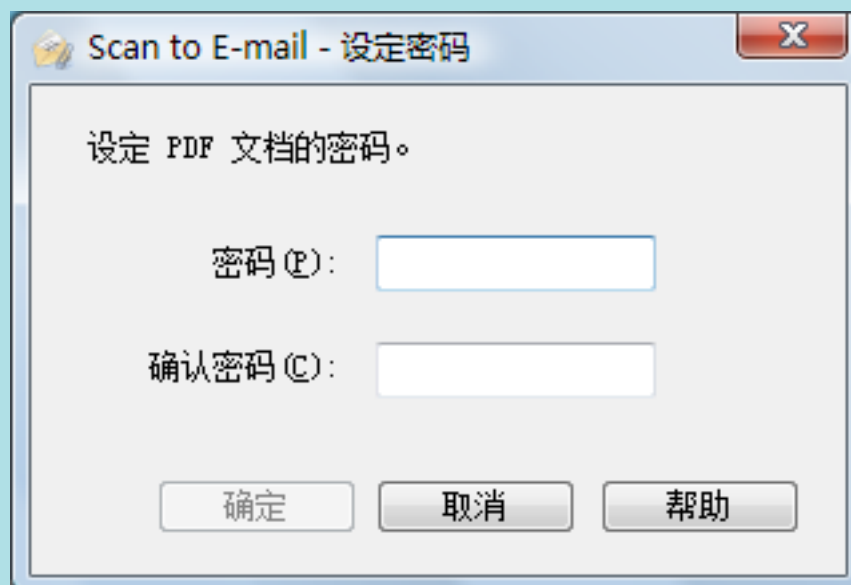 Scan to E-mail - 设定密码
设定 PDF 文档的密码。
密码(P):
确认密码(C):
确定 取消 帮助